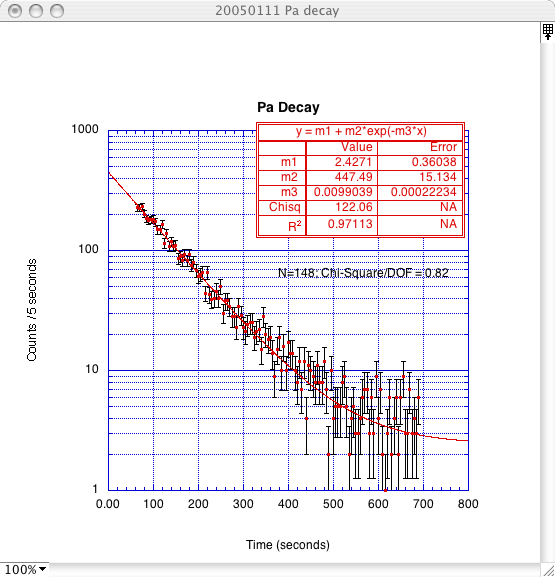 20050111 Pa decay
Pa Decay
y = m1 + m2*exp(-m3*x)
Value Error
m1 2.4271 0.36038
m2 447.49 15.134
m3 0.0099039 0.00022234
Chisq 122.06 NA
R² 0.97113 NA
N=148; Chi-Square/DOF = 0.82
Counts / 5 seconds
1000
100
10
1
0.00 100 200 300 400 500 600 700 800
Time (seconds)
100%